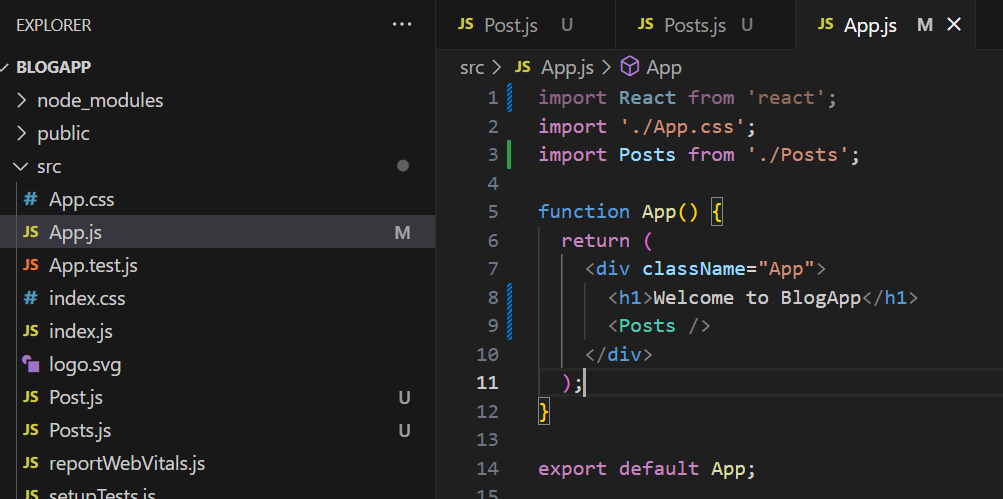 EXPLORER ...
BLOGAPP
node_modules
public
src
# App.css
JS App.js M
JS App.test.js
# index.css
JS index.js
logo.svg
JS Post.js U
JS Posts.js U
JS reportWebVitals.js
JS setupTests.js
JS Post.js U JS Posts.js U JS App.js M
src > JS App.js > App
1 import React from 'react';
2 import './App.css';
3 import Posts from './Posts';
4
5 function App() {
6 return (
7 <div className="App">
8 <h1>Welcome to BlogApp</h1>
9 <Posts />
10 </div>
11 );
12 }
13
14 export default App;
15